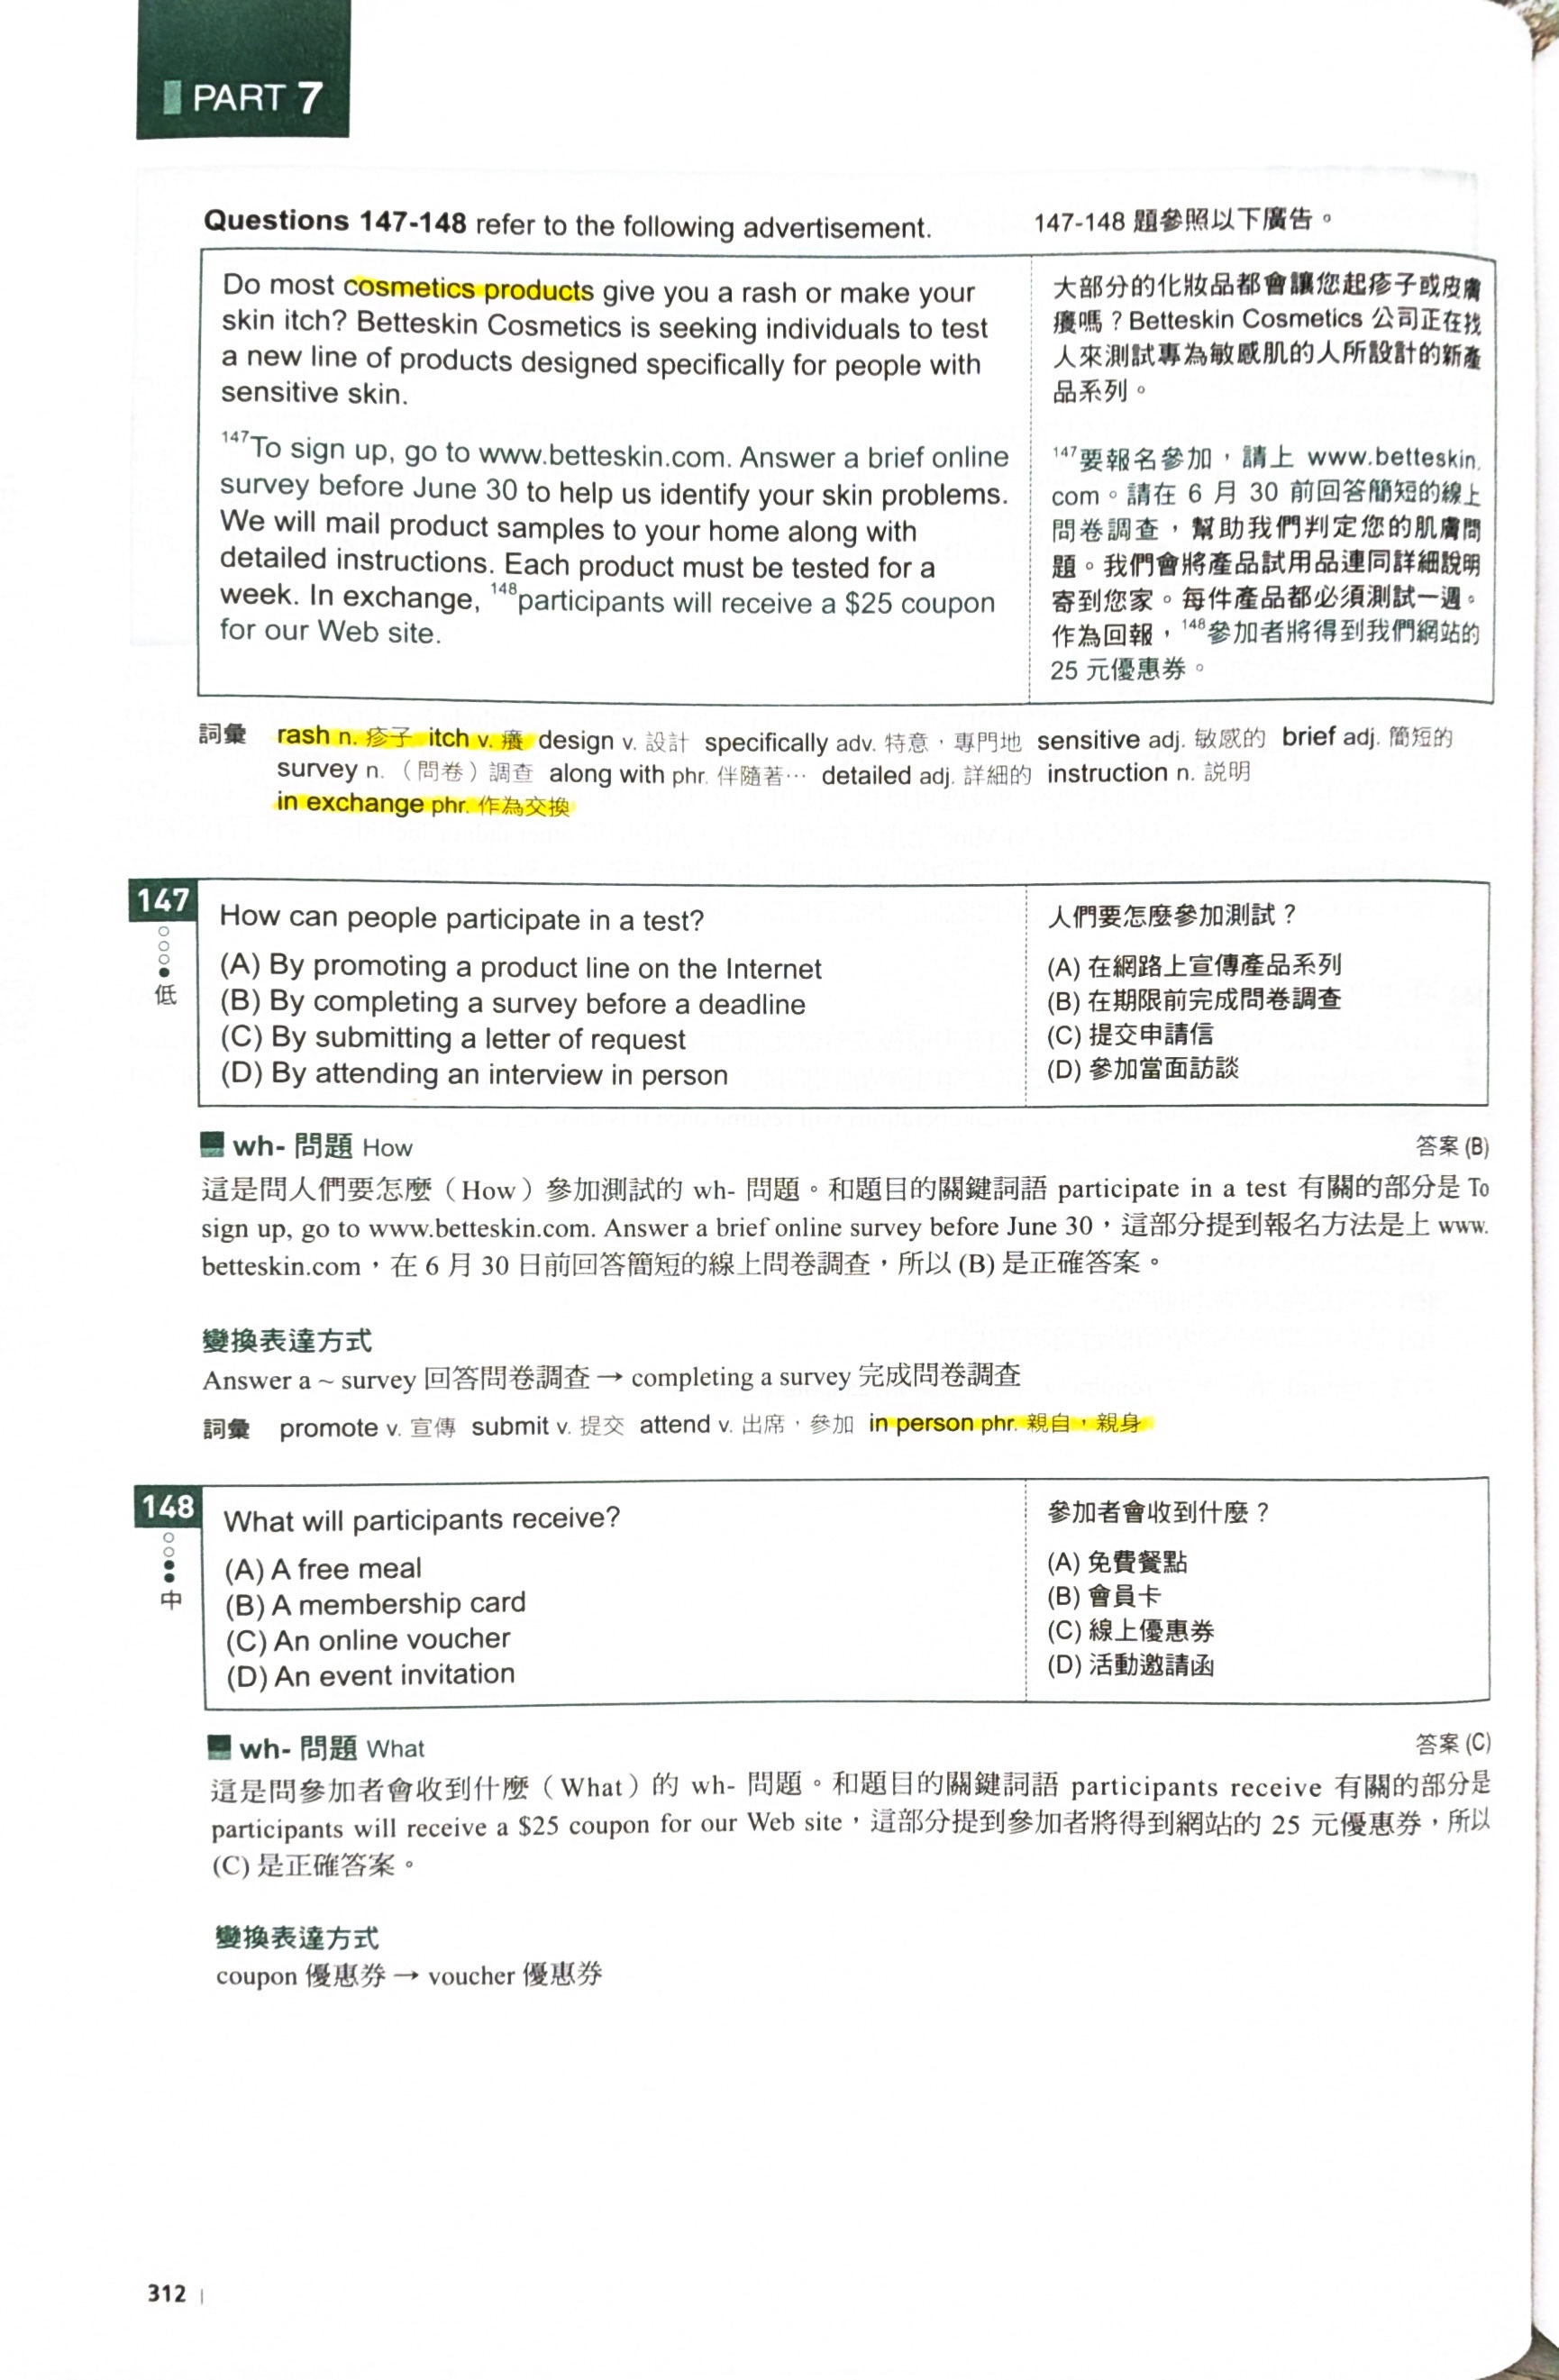 PART 7
Questions 147-148 refer to the following advertisement.
147-148 題參照以下廣告。
Do most cosmetics products give you a rash or make your
skin itch? Betteskin Cosmetics is seeking individuals to test
a new line of products designed specifically for people with
sensitive skin.
147To sign up, go to www.betteskin.com. Answer a brief online
survey before June 30 to help us identify your skin problems.
We will mail product samples to your home along with
detailed instructions. Each product must be tested for a
week. In exchange, 148participants will receive a $25 coupon
for our Web site.
大部分的化妝品都會讓您起疹子或皮膚
癢嗎？Betteskin Cosmetics 公司正在找
人來測試專為敏感肌的人所設計的新產
品系列。
147要報名參加，請上 www.betteskin.
com。請在 6 月 30 前回答簡短的線上
問卷調查，幫助我們判定您的肌膚問
題。我們會將產品試用品連同詳細說明
寄到您家。每件產品都必須測試一週。
作為回報，148參加者將得到我們網站的
25 元優惠券。
詞彙 rash n. 疹子 itch v. 癢 design v. 設計 specifically adv. 特意，專門地 sensitive adj. 敏感的 brief adj. 簡短的
survey n.（問卷）調查 along with phr. 伴隨著… detailed adj. 詳細的 instruction n. 說明
in exchange phr. 作為交換
147
低
How can people participate in a test?
(A) By promoting a product line on the Internet
(B) By completing a survey before a deadline
(C) By submitting a letter of request
(D) By attending an interview in person
人們要怎麼參加測試？
(A) 在網路上宣傳產品系列
(B) 在期限前完成問卷調查
(C) 提交申請信
(D) 參加當面訪談
wh- 問題 How 答案 (B)
這是問人們要怎麼（How）參加測試的 wh- 問題。和題目的關鍵詞語 participate in a test 有關的部分是 To
sign up, go to www.betteskin.com. Answer a brief online survey before June 30，這部分提到報名方法是上 www.
betteskin.com，在 6 月 30 日前回答簡短的線上問卷調查，所以 (B) 是正確答案。
變換表達方式
Answer a ~ survey 回答問卷調查 → completing a survey 完成問卷調查
詞彙 promote v. 宣傳 submit v. 提交 attend v. 出席，參加 in person phr. 親自，親身
148
中
What will participants receive?
(A) A free meal
(B) A membership card
(C) An online voucher
(D) An event invitation
參加者會收到什麼？
(A) 免費餐點
(B) 會員卡
(C) 線上優惠券
(D) 活動邀請函
wh- 問題 What 答案 (C)
這是問參加者會收到什麼（What）的 wh- 問題。和題目的關鍵詞語 participants receive 有關的部分是
participants will receive a $25 coupon for our Web site，這部分提到參加者將得到網站的 25 元優惠券，所以
(C) 是正確答案。
變換表達方式
coupon 優惠券 → voucher 優惠券
312